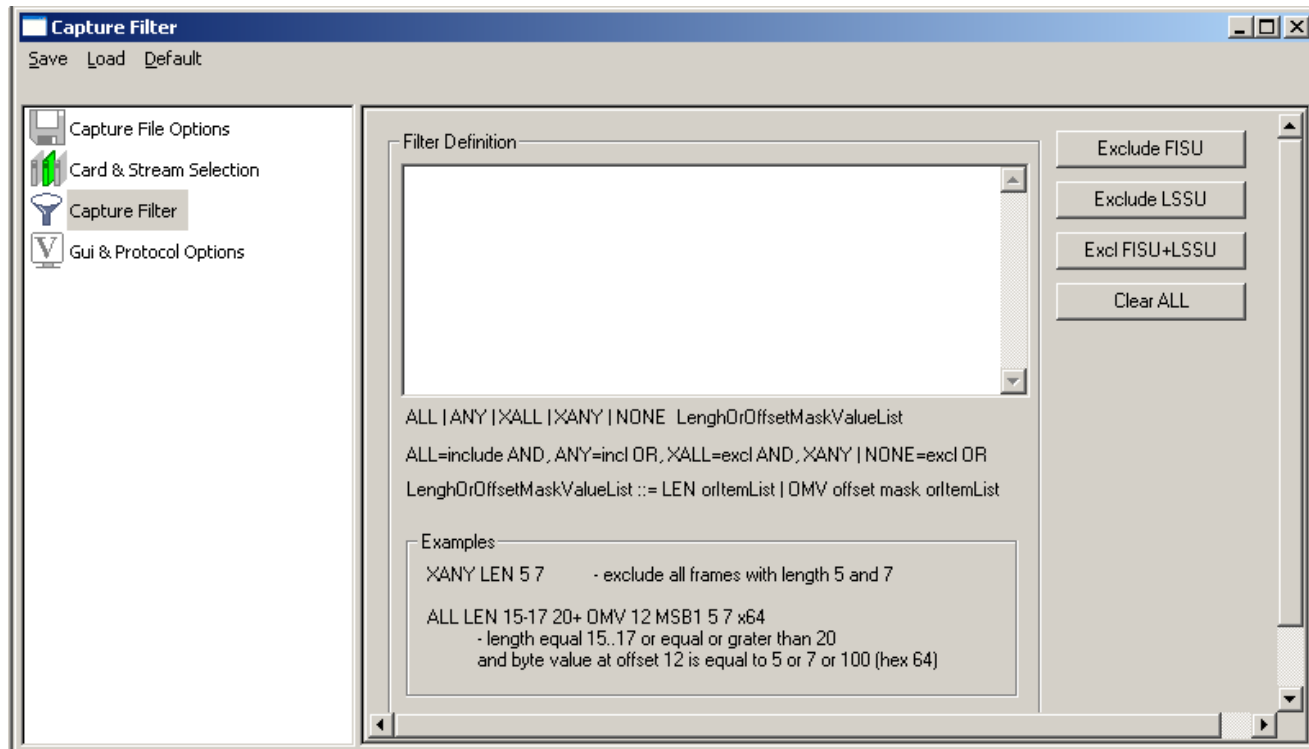 Capture Filter
Save Load Default
Capture File Options
Card & Stream Selection
Capture Filter
V
Gui & Protocol Options
Filter Definition
ALL | ANY | XALL | XANY | NONE LenghOrOffsetMaskValueList
ALL=include AND, ANY=incl OR, XALL=excl AND, XANY | NONE=excl OR
LenghOrOffsetMaskValueList ::= LEN orItemList | OMV offset mask orItemList
Examples
XANY LEN 5 7 - exclude all frames with length 5 and 7
ALL LEN 15-17 20+ OMV 12 MSB1 5 7 x64
- length equal 15..17 or equal or grater than 20
and byte value at offset 12 is equal to 5 or 7 or 100 (hex 64)
Exclude FISU
Exclude LSSU
Excl FISU+LSSU
Clear ALL